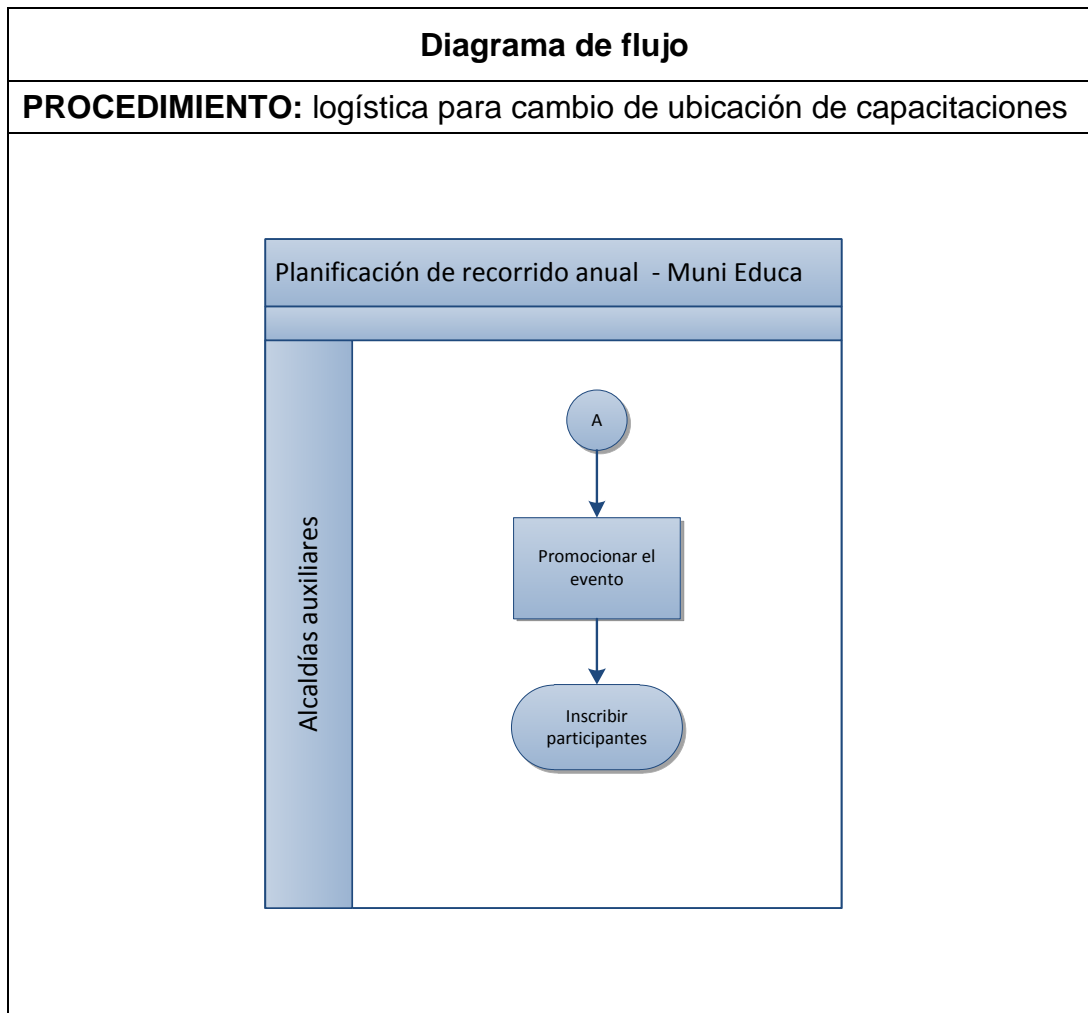 Diagrama de flujo
PROCEDIMIENTO: logística para cambio de ubicación de capacitaciones
Planificación de recorrido anual - Muni Educa
Alcaldías auxiliares
A
Promocionar el
evento
Inscribir
participantes